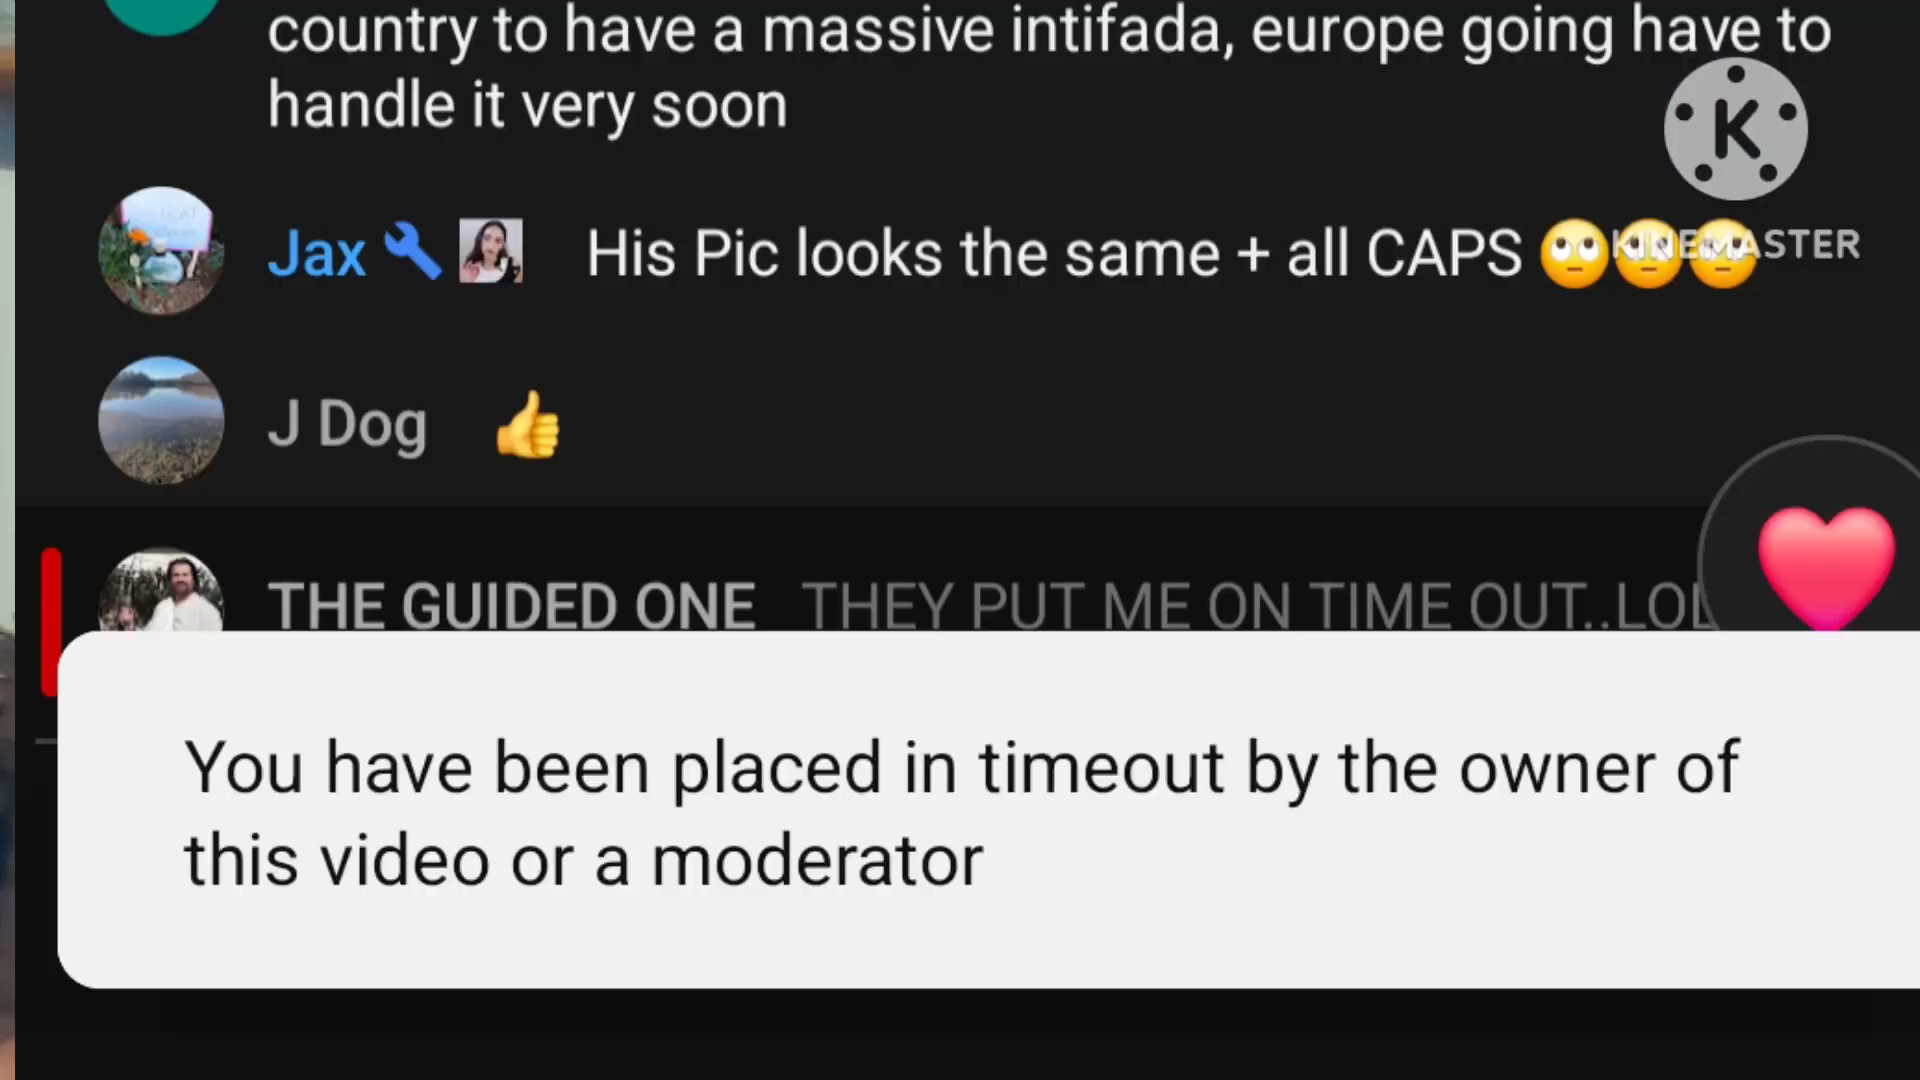 country to have a massive intifada, europe going have to
handle it very soon
K
KINEMASTER
Jax His Pic looks the same + all CAPS 🙄🙄🙄
J Dog 👍
THE GUIDED ONE THEY PUT ME ON TIME OUT..LOL
You have been placed in timeout by the owner of
this video or a moderator